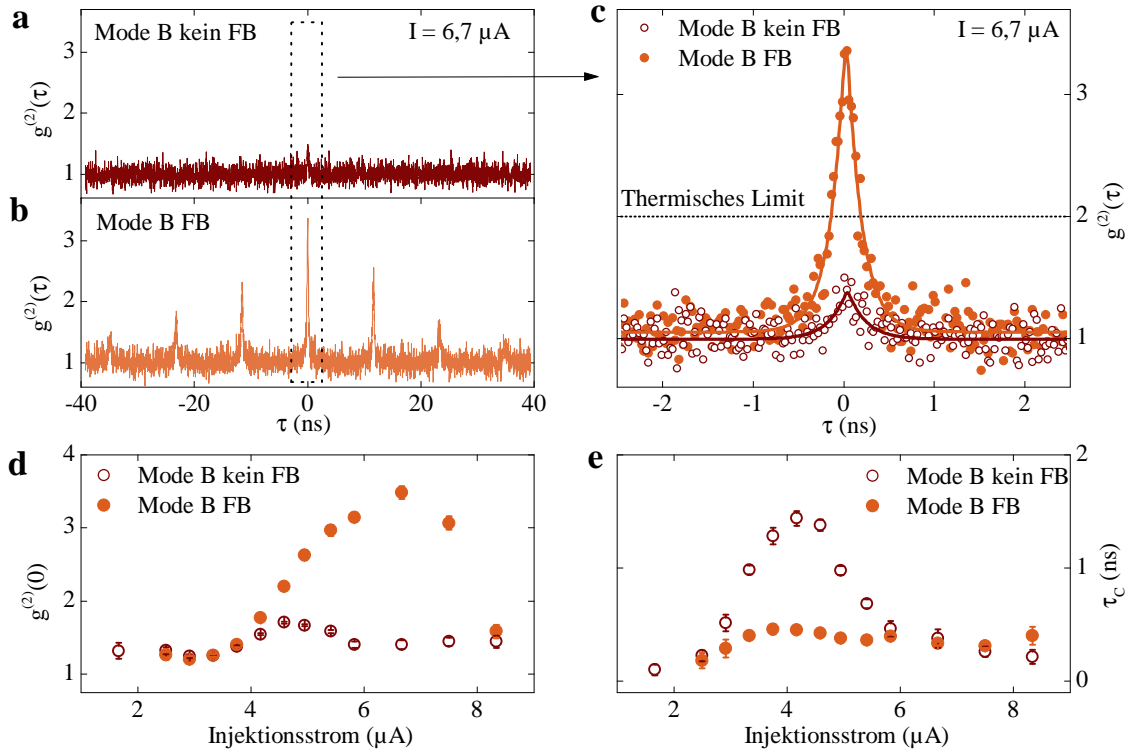 a
Mode B kein FB
I = 6,7 µA
3
2
1
g⁽²⁾(τ)
b
Mode B FB
3
2
1
g⁽²⁾(τ)
-40
-20
0
20
40
τ (ns)
c
Mode B kein FB
I = 6,7 µA
Mode B FB
Thermisches Limit
3
2
1
g⁽²⁾(τ)
-2
-1
0
1
2
τ (ns)
d
Mode B kein FB
Mode B FB
4
3
2
1
g⁽²⁾(0)
2
4
6
8
Injektionsstrom (µA)
e
Mode B kein FB
Mode B FB
2
1
0
τ_C (ns)
2
4
6
8
Injektionsstrom (µA)